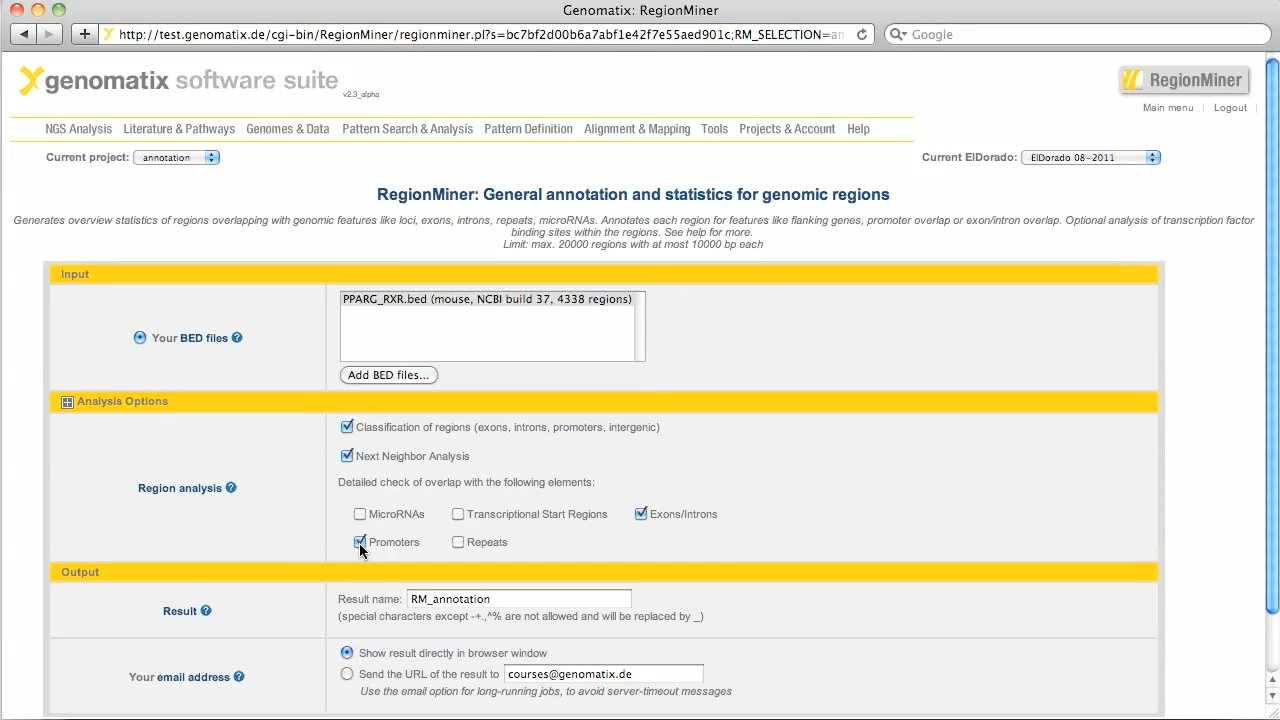 Genomatix: RegionMiner
http://test.genomatix.de/cgi-bin/RegionMiner/regionminer.pl?s=bc7bf2d00b6a7abf1e42f7e55aed901c;RM_SELECTION=an
Google
genomatix software suite v2.3_alpha
RegionMiner
Main menu | Logout |
NGS Analysis Literature & Pathways Genomes & Data Pattern Search & Analysis Pattern Definition Alignment & Mapping Tools Projects & Account Help
Current project: annotation Current ElDorado: ElDorado 08-2011
RegionMiner: General annotation and statistics for genomic regions
Generates overview statistics of regions overlapping with genomic features like loci, exons, introns, repeats, microRNAs. Annotates each region for features like flanking genes, promoter overlap or exon/intron overlap. Optional analysis of transcription factor
binding sites within the regions. See help for more.
Limit: max. 20000 regions with at most 10000 bp each
Input
PPARG_RXR.bed (mouse, NCBI build 37, 4338 regions)
Your BED files ?
Add BED files...
Analysis Options
Classification of regions (exons, introns, promoters, intergenic)
Next Neighbor Analysis
Detailed check of overlap with the following elements:
Region analysis ?
MicroRNAs Transcriptional Start Regions Exons/Introns
Promoters Repeats
Output
Result ?
Result name: RM_annotation
(special characters except -+.,^% are not allowed and will be replaced by _)
Your email address ?
Show result directly in browser window
Send the URL of the result to courses@genomatix.de
Use the email option for long-running jobs, to avoid server-timeout messages